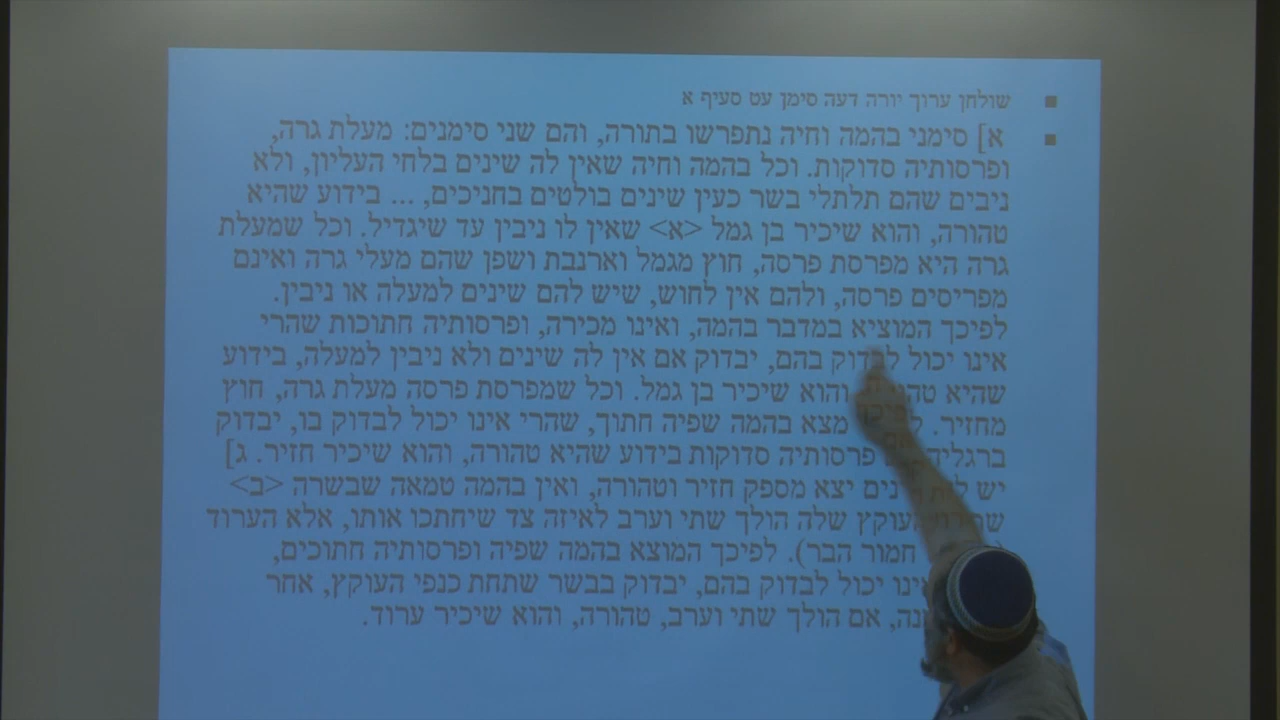 שולחן ערוך יורה דעה סימן עט סעיף א
א] סימני בהמה וחיה נתפרשו בתורה, והם שני סימנים: מעלת גרה,
ופרסותיה סדוקות. וכל בהמה וחיה שאין לה שינים בלחי העליון, ולא
ניבים שהם תלתלי בשר כעין שינים בולטים בחניכים, ... בידוע שהיא
טהורה, והוא שיכיר בן גמל <א> שאין לו ניבין עד שיגדיל. וכל שמעלת
גרה היא מפרסת פרסה, חוץ מגמל וארנבת ושפן שהם מעלי גרה ואינם
מפריסים פרסה, ולהם אין לחוש, שיש להם שינים למעלה או ניבין.
לפיכך המוציא במדבר בהמה, ואינו מכירה, ופרסותיה חתוכות שהרי
אינו יכול לבדוק בהם, יבדוק אם אין לה שינים ולא ניבין למעלה, בידוע
שהיא והוא שיכיר בן גמל. וכל שמפרסת פרסה מעלת גרה, חוץ
מחזיר. מצא בהמה שפיה חתוך, שהרי אינו יכול לבדוק בו, יבדוק
פרסותיה סדוקות בידוע שהיא טהורה, והוא שיכיר חזיר. ג]
יש יצא מספק חזיר וטהורה, ואין בהמה טמאה שבשרה <ב>
העוקץ שלה הולך שתי וערב לאיזה צד שיחתכו אותו, אלא הערוד
חמור הבר). לפיכך המוצא בהמה שפיה ופרסותיה חתוכים,
אינו יכול לבדוק בהם, יבדוק בבשר שתחת כנפי העוקץ, אחר
אם הולך שתי וערב, טהורה, והוא שיכיר ערוד.